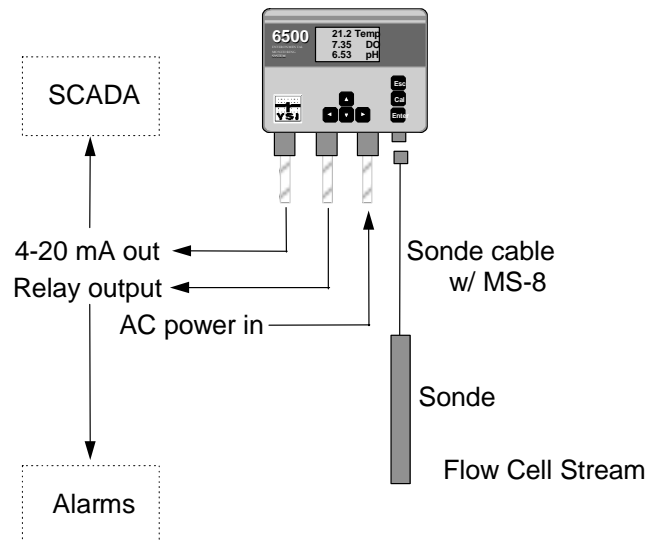 6500
21.2 Temp
7.35 DO
6.53 pH
Esc
Cal
Enter
YSI
SCADA
4-20 mA out
Relay output
AC power in
Sonde cable
w/ MS-8
Sonde
Flow Cell Stream
Alarms